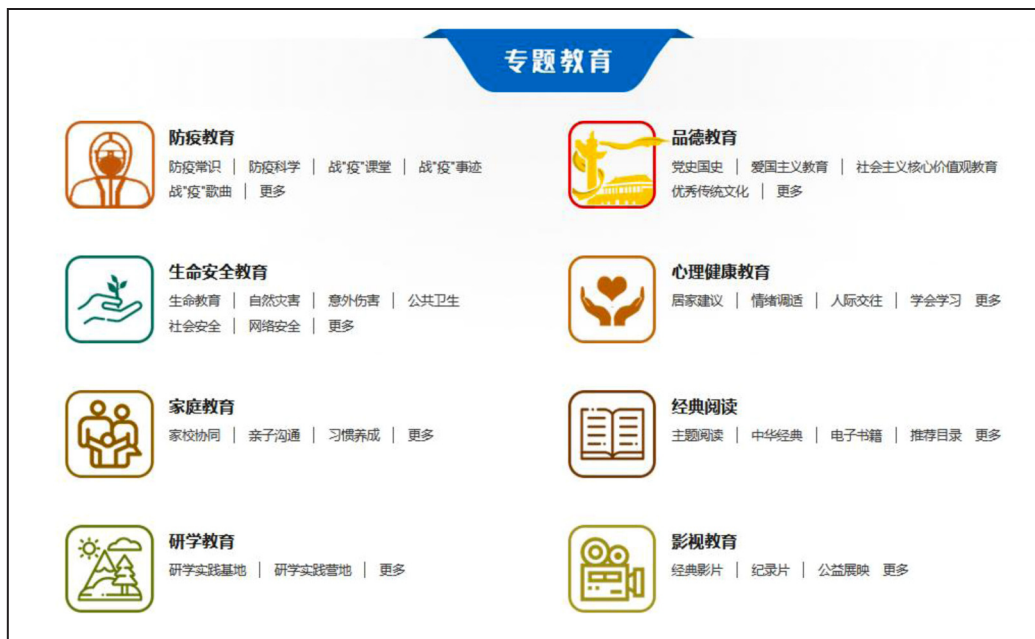 专题教育
防疫教育
防疫常识 | 防疫科学 | 战"疫"课堂 | 战"疫"事迹
战"疫"歌曲 | 更多
品德教育
党史国史 | 爱国主义教育 | 社会主义核心价值观教育
优秀传统文化 | 更多
生命安全教育
生命教育 | 自然灾害 | 意外伤害 | 公共卫生
社会安全 | 网络安全 | 更多
心理健康教育
居家建议 | 情绪调适 | 人际交往 | 学会学习 更多
家庭教育
家校协同 | 亲子沟通 | 习惯养成 | 更多
经典阅读
主题阅读 | 中华经典 | 电子书籍 | 推荐目录 更多
研学教育
研学实践基地 | 研学实践营地 | 更多
影视教育
经典影片 | 纪录片 | 公益展映 更多